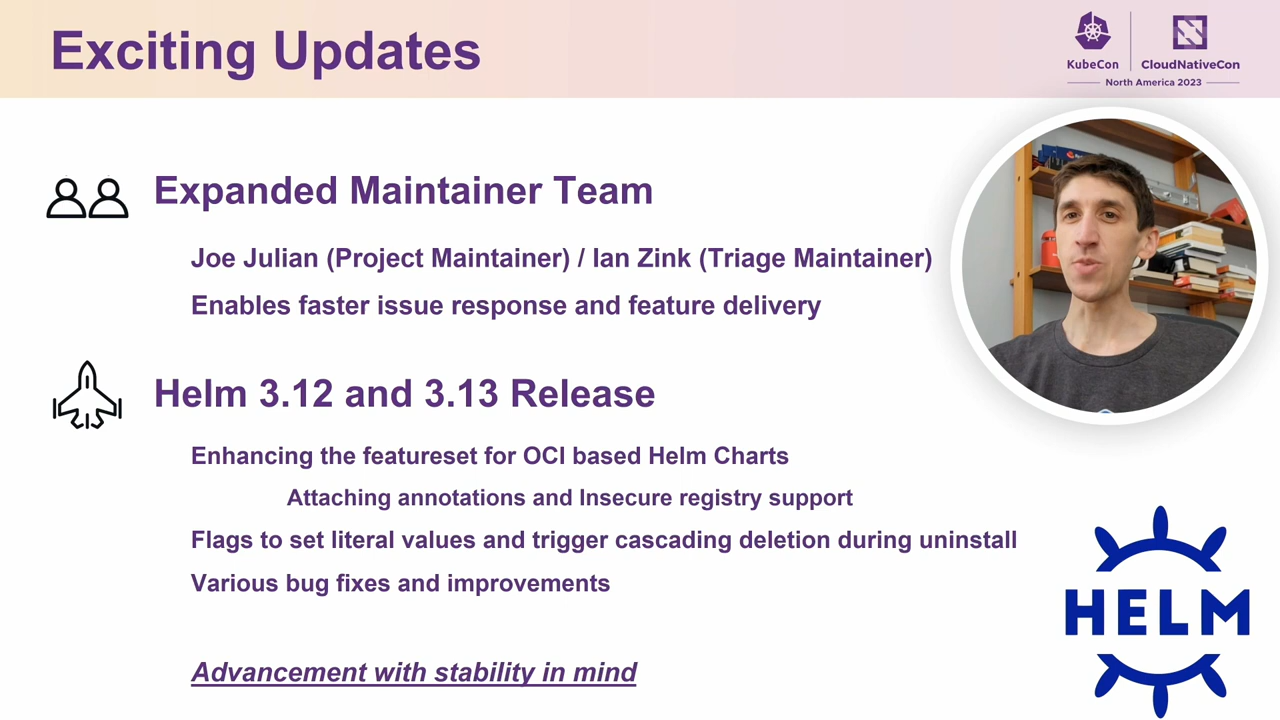 Exciting Updates
KubeCon
CloudNativeCon
North America 2023
Expanded Maintainer Team
Joe Julian (Project Maintainer) / Ian Zink (Triage Maintainer)
Enables faster issue response and feature delivery
Helm 3.12 and 3.13 Release
Enhancing the featureset for OCI based Helm Charts
Attaching annotations and Insecure registry support
Flags to set literal values and trigger cascading deletion during uninstall
Various bug fixes and improvements
HELM
Advancement with stability in mind